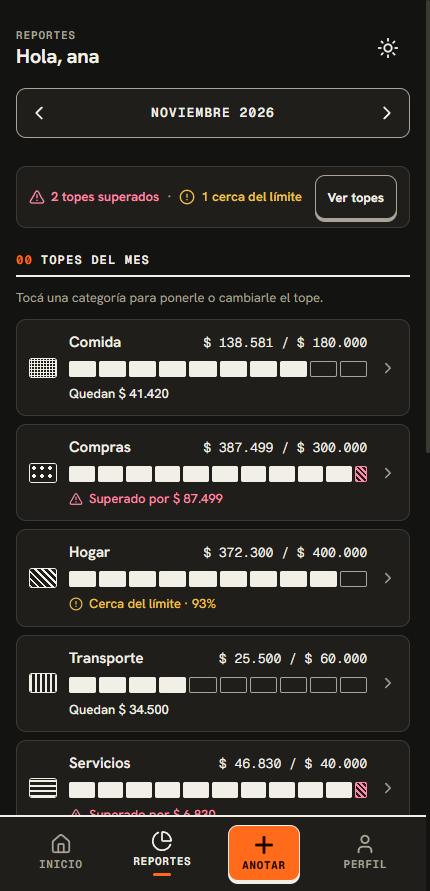 REPORTES
Hola, ana
NOVIEMBRE 2026
2 topes superados · 1 cerca del límite
Ver topes
00 TOPES DEL MES
Tocá una categoría para ponerle o cambiarle el tope.
Comida $ 138.581 / $ 180.000
Quedan $ 41.420
Compras $ 387.499 / $ 300.000
Superado por $ 87.499
Hogar $ 372.300 / $ 400.000
Cerca del límite · 93%
Transporte $ 25.500 / $ 60.000
Quedan $ 34.500
Servicios $ 46.830 / $ 40.000
Superado por $ 6.830
INICIO
REPORTES
ANOTAR
PERFIL